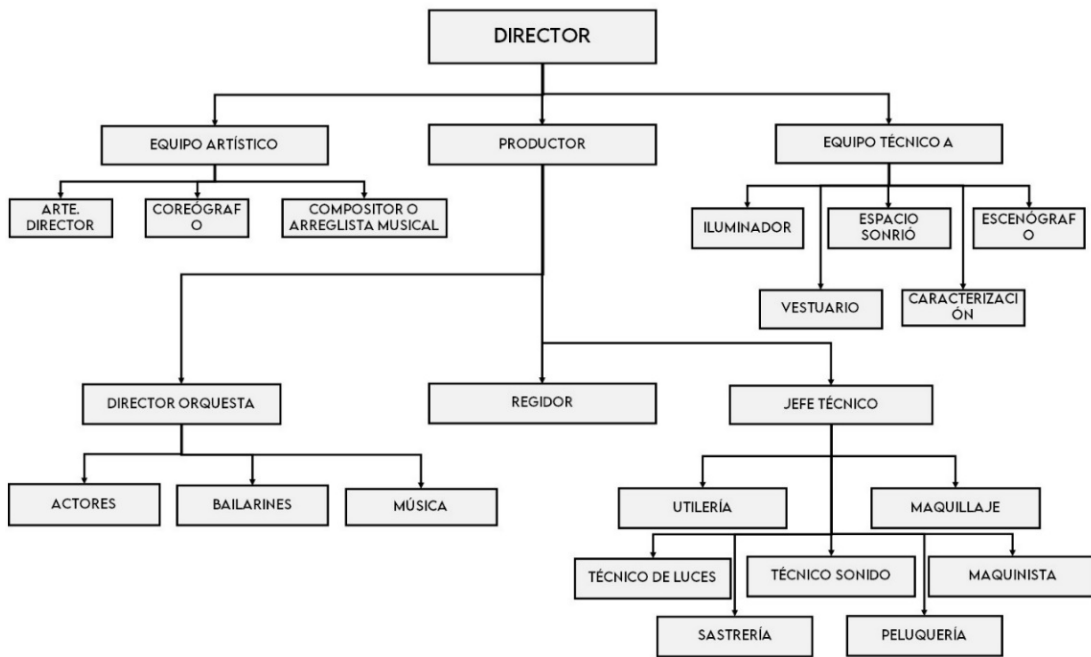 DIRECTOR
EQUIPO ARTÍSTICO
PRODUCTOR
EQUIPO TÉCNICO A
ARTE.
DIRECTOR
COREÓGRAF
O
COMPOSITOR O
ARREGLISTA MUSICAL
ILUMINADOR
ESPACIO
SONRIÓ
ESCENÓGRAF
O
VESTUARIO
CARACTERIZACI
ÓN
DIRECTOR ORQUESTA
REGIDOR
JEFE TÉCNICO
ACTORES
BAILARINES
MÚSICA
UTILERÍA
MAQUILLAJE
TÉCNICO DE LUCES
TÉCNICO SONIDO
MAQUINISTA
SASTRERÍA
PELUQUERÍA